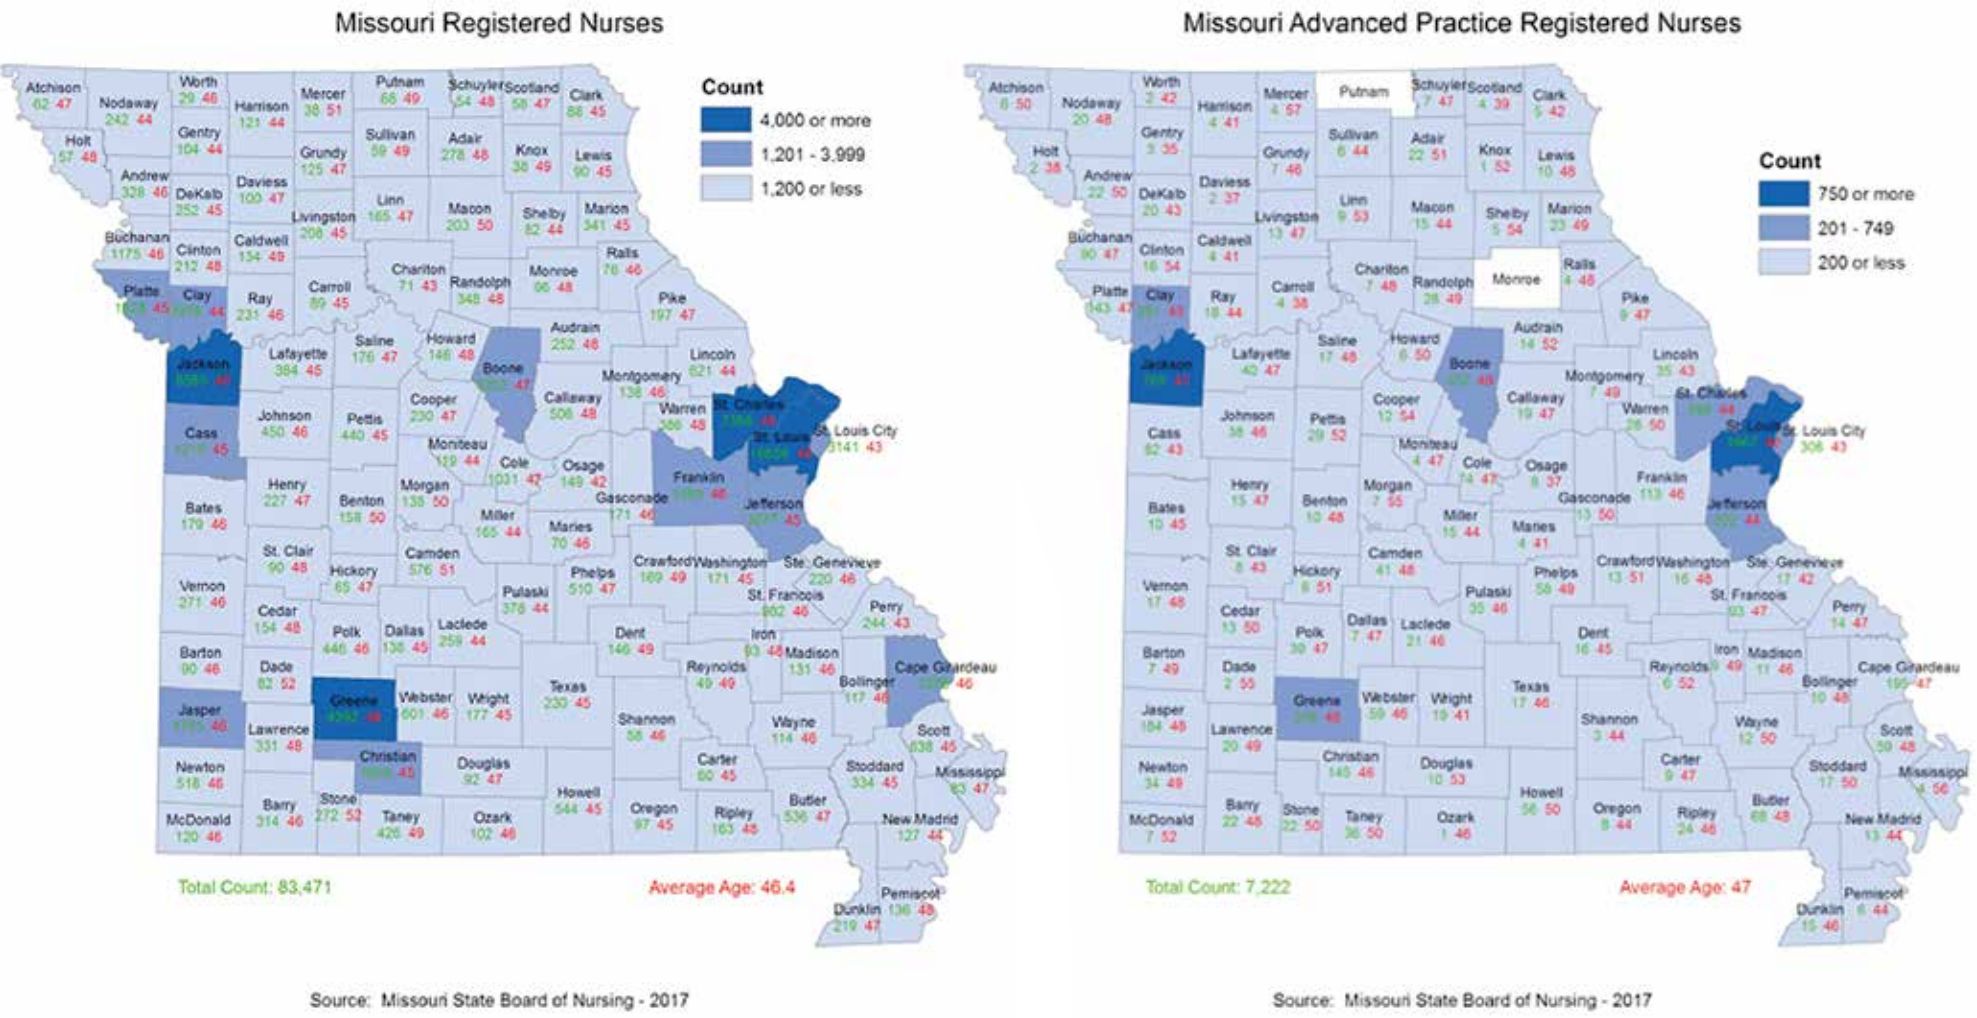 Missouri Registered Nurses
Count
4,000 or more
1,201 - 3,999
1,200 or less
Atchison
62 47
Nodaway
242 44
Worth
29 46
Harrison
121 44
Mercer
38 51
Putnam
68 49
Schuyler
54 48
Scotland
58 47
Clark
88 45
Holt
57 48
Gentry
104 44
Sullivan
59 49
Adair
278 48
Knox
38 49
Lewis
90 45
Andrew
328 46
DeKalb
252 45
Daviess
100 47
Grundy
125 47
Livingston
208 45
Linn
165 47
Macon
203 50
Shelby
82 44
Marion
341 45
Buchanan
1175 46
Clinton
212 48
Caldwell
134 49
Carroll
89 45
Chariton
71 43
Randolph
348 48
Monroe
96 48
Ralls
76 46
Pike
197 47
Platte
45
Clay
44
Ray
231 46
Jackson
Lafayette
384 45
Saline
176 47
Howard
146 48
Boone
47
Audrain
252 48
Callaway
506 48
Montgomery
138 46
Lincoln
621 44
Warren
386 48
St. Charles
St. Louis
St. Louis City
3141 43
Cass
45
Johnson
450 46
Pettis
440 45
Cooper
230 47
Moniteau
119 44
Cole
1031 47
Osage
149 42
Gasconade
171 46
Franklin
46
Jefferson
45
Bates
179 46
Henry
227 47
Benton
158 50
Morgan
138 50
Miller
165 44
Maries
70 46
Vernon
271 46
St. Clair
90 48
Hickory
65 47
Camden
576 51
Pulaski
378 44
Phelps
510 47
Crawford
169 49
Washington
171 45
Ste. Genevieve
220 46
St. Francois
46
Perry
244 43
Cedar
154 48
Polk
446 46
Dallas
136 45
Laclede
259 44
Dent
146 49
Iron
93 48
Madison
131 46
Reynolds
49 49
Bollinger
117 46
Cape Girardeau
46
Barton
90 46
Dade
82 52
Jasper
46
Greene
Webster
601 46
Wright
177 45
Texas
230 45
Shannon
58 46
Wayne
114 46
Scott
638 45
Lawrence
331 48
Christian
45
Douglas
92 47
Howell
544 45
Carter
60 45
Stoddard
334 45
Mississippi
83 47
Newton
518 46
McDonald
120 46
Barry
314 46
Stone
272 52
Taney
426 49
Ozark
102 46
Oregon
97 45
Ripley
163 48
Butler
536 47
New Madrid
127 44
Pemiscot
136 48
Dunklin
219 47
Total Count: 83,471
Average Age: 46.4
Source: Missouri State Board of Nursing - 2017
Missouri Advanced Practice Registered Nurses
Count
750 or more
201 - 749
200 or less
Atchison
6 50
Nodaway
20 48
Worth
2 42
Harrison
4 41
Mercer
4 57
Putnam
Schuyler
7 47
Scotland
4 39
Clark
5 42
Holt
2 38
Gentry
3 35
Sullivan
6 44
Adair
22 51
Knox
1 52
Lewis
10 48
Andrew
22 50
DeKalb
20 43
Daviess
2 37
Grundy
7 46
Livingston
13 47
Linn
9 53
Macon
15 44
Shelby
5 54
Marion
23 49
Buchanan
90 47
Clinton
16 54
Caldwell
4 41
Carroll
4 38
Chariton
7 48
Randolph
28 49
Monroe
Ralls
4 48
Pike
9 47
Platte
143 47
Clay
Ray
18 44
Jackson
Lafayette
40 47
Saline
17 48
Howard
6 50
Boone
Audrain
14 52
Callaway
19 47
Montgomery
7 49
Lincoln
35 43
Warren
26 50
St. Charles
44
St. Louis
St. Louis City
306 43
Cass
62 43
Johnson
38 46
Pettis
29 52
Cooper
12 54
Moniteau
4 47
Cole
74 47
Osage
8 37
Gasconade
13 50
Franklin
113 46
Jefferson
44
Bates
10 45
Henry
15 47
Benton
10 48
Morgan
7 55
Miller
15 44
Maries
4 41
Vernon
17 48
St. Clair
8 43
Hickory
8 51
Camden
41 48
Pulaski
35 46
Phelps
58 49
Crawford
13 51
Washington
16 48
Ste. Genevieve
17 42
St. Francois
93 47
Perry
14 47
Cedar
13 50
Polk
30 47
Dallas
7 47
Laclede
21 46
Dent
16 45
Iron
49
Madison
11 46
Reynolds
6 52
Bollinger
10 48
Cape Girardeau
195 47
Barton
7 49
Dade
2 55
Jasper
184 48
Greene
Webster
59 46
Wright
19 41
Texas
17 46
Shannon
3 44
Wayne
12 50
Scott
59 48
Lawrence
20 49
Christian
145 46
Douglas
10 53
Howell
56 50
Carter
9 47
Stoddard
17 50
Mississippi
4 56
Newton
34 49
McDonald
7 52
Barry
22 48
Stone
22 50
Taney
36 50
Ozark
1 46
Oregon
8 44
Ripley
24 46
Butler
68 48
New Madrid
13 44
Pemiscot
6 44
Dunklin
15 46
Total Count: 7,222
Average Age: 47
Source: Missouri State Board of Nursing - 2017